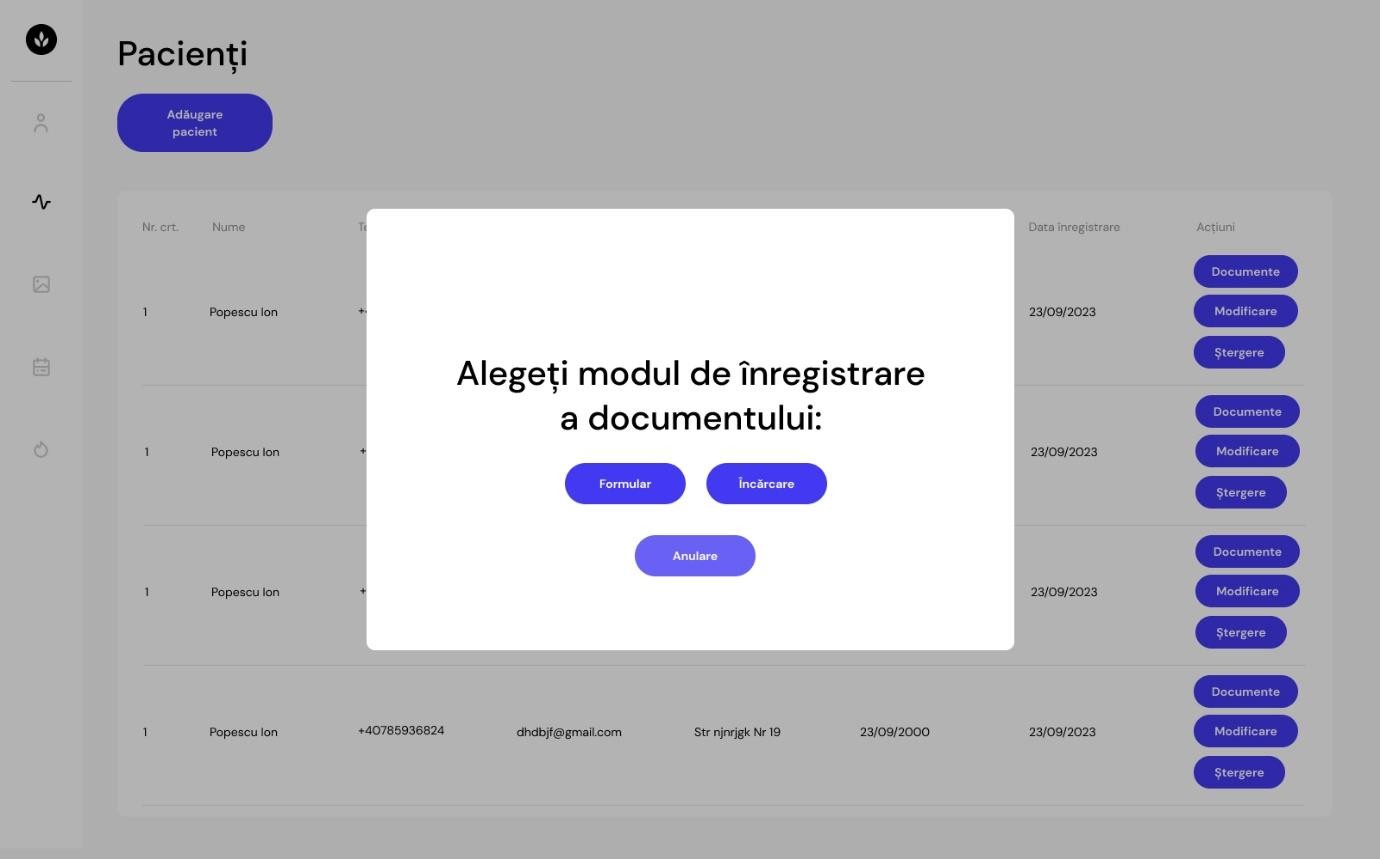 Pacienți
Adăugare
pacient
Nr. crt.
Nume
Data înregistrare
Acțiuni
Documente
1
Popescu Ion
23/09/2023
Modificare
Ștergere
Alegeți modul de înregistrare
a documentului:
Documente
1
Popescu Ion
23/09/2023
Modificare
Ștergere
Formular
Încărcare
Anulare
Documente
1
Popescu Ion
23/09/2023
Modificare
Ștergere
Documente
1
Popescu Ion
+40785936824
dhdbjf@gmail.com
Str njnrjgk Nr 19
23/09/2000
23/09/2023
Modificare
Ștergere